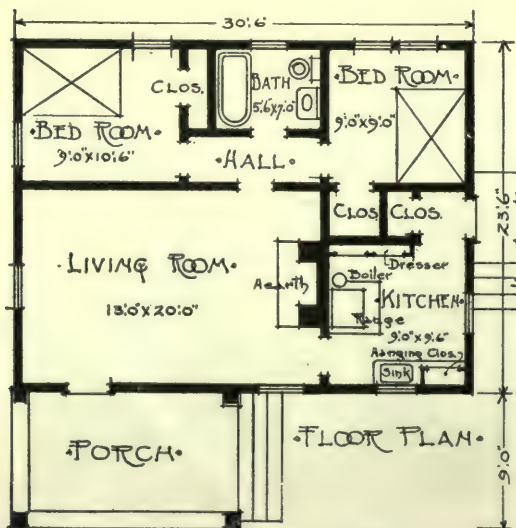 30'6"
CLOS.
BATH
5'6"x7'0"
·BED ROOM·
·BED ROOM·
9'0"x10'6"
9'0"x9'0"
·HALL·
23'6"
CLOS.
CLOS.
·LIVING ROOM·
13'0"x20'0"
Hearth
Dresser
Boiler
·KITCHEN·
Range
9'0"x9'6"
Hanging Clos.
Sink
·PORCH·
·FLOOR PLAN·
9'0"